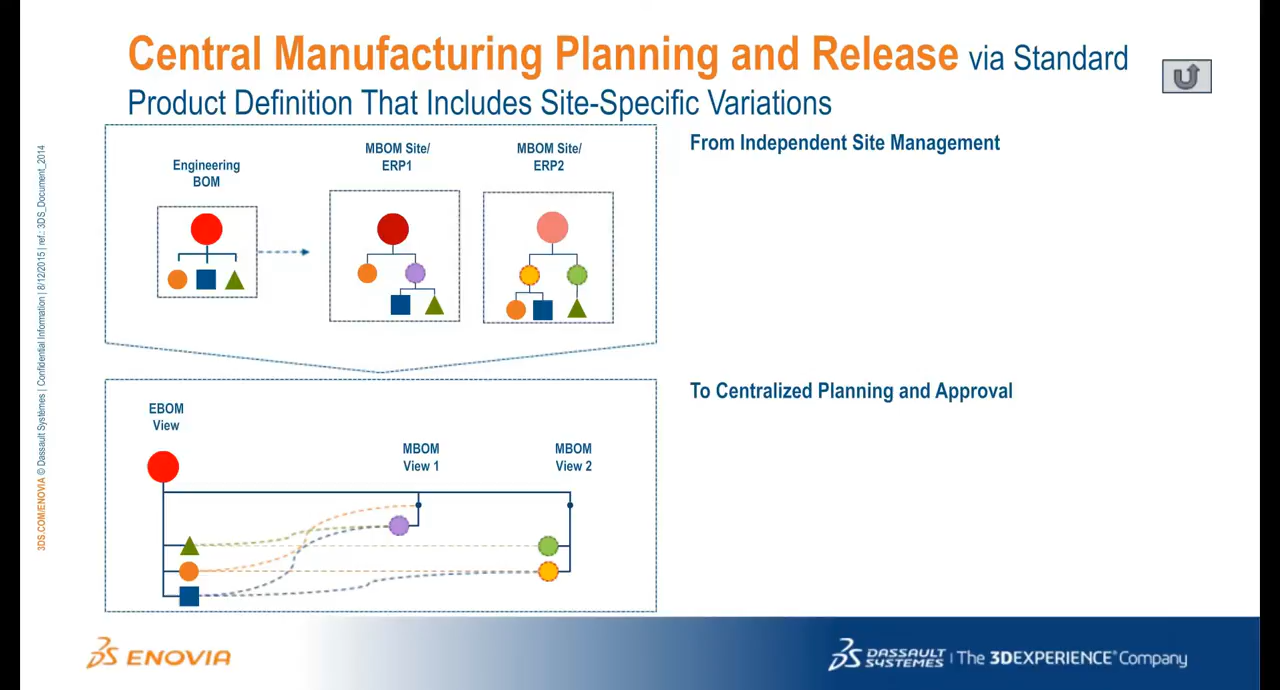 Central Manufacturing Planning and Release via Standard
Product Definition That Includes Site-Specific Variations
3DS.COM/ENOVIA © Dassault Systèmes | Confidential Information | 8/12/2015 | ref.: 3DS_Document_2014
Engineering
BOM
MBOM Site/
ERP1
MBOM Site/
ERP2
From Independent Site Management
EBOM
View
MBOM
View 1
MBOM
View 2
To Centralized Planning and Approval
ENOVIA
DASSAULT
SYSTEMES
The 3DEXPERIENCE® Company